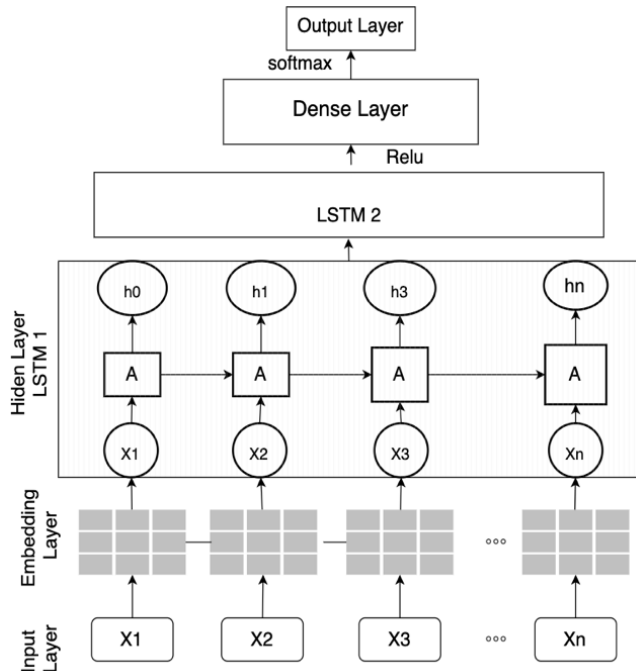 Output Layer
softmax
Dense Layer
Relu
LSTM 2
Hiden Layer
LSTM 1
h0 h1 h3 hn
A A A A
X1 X2 X3 Xn
Embedding
Layer
Input
Layer
X1 X2 X3 Xn